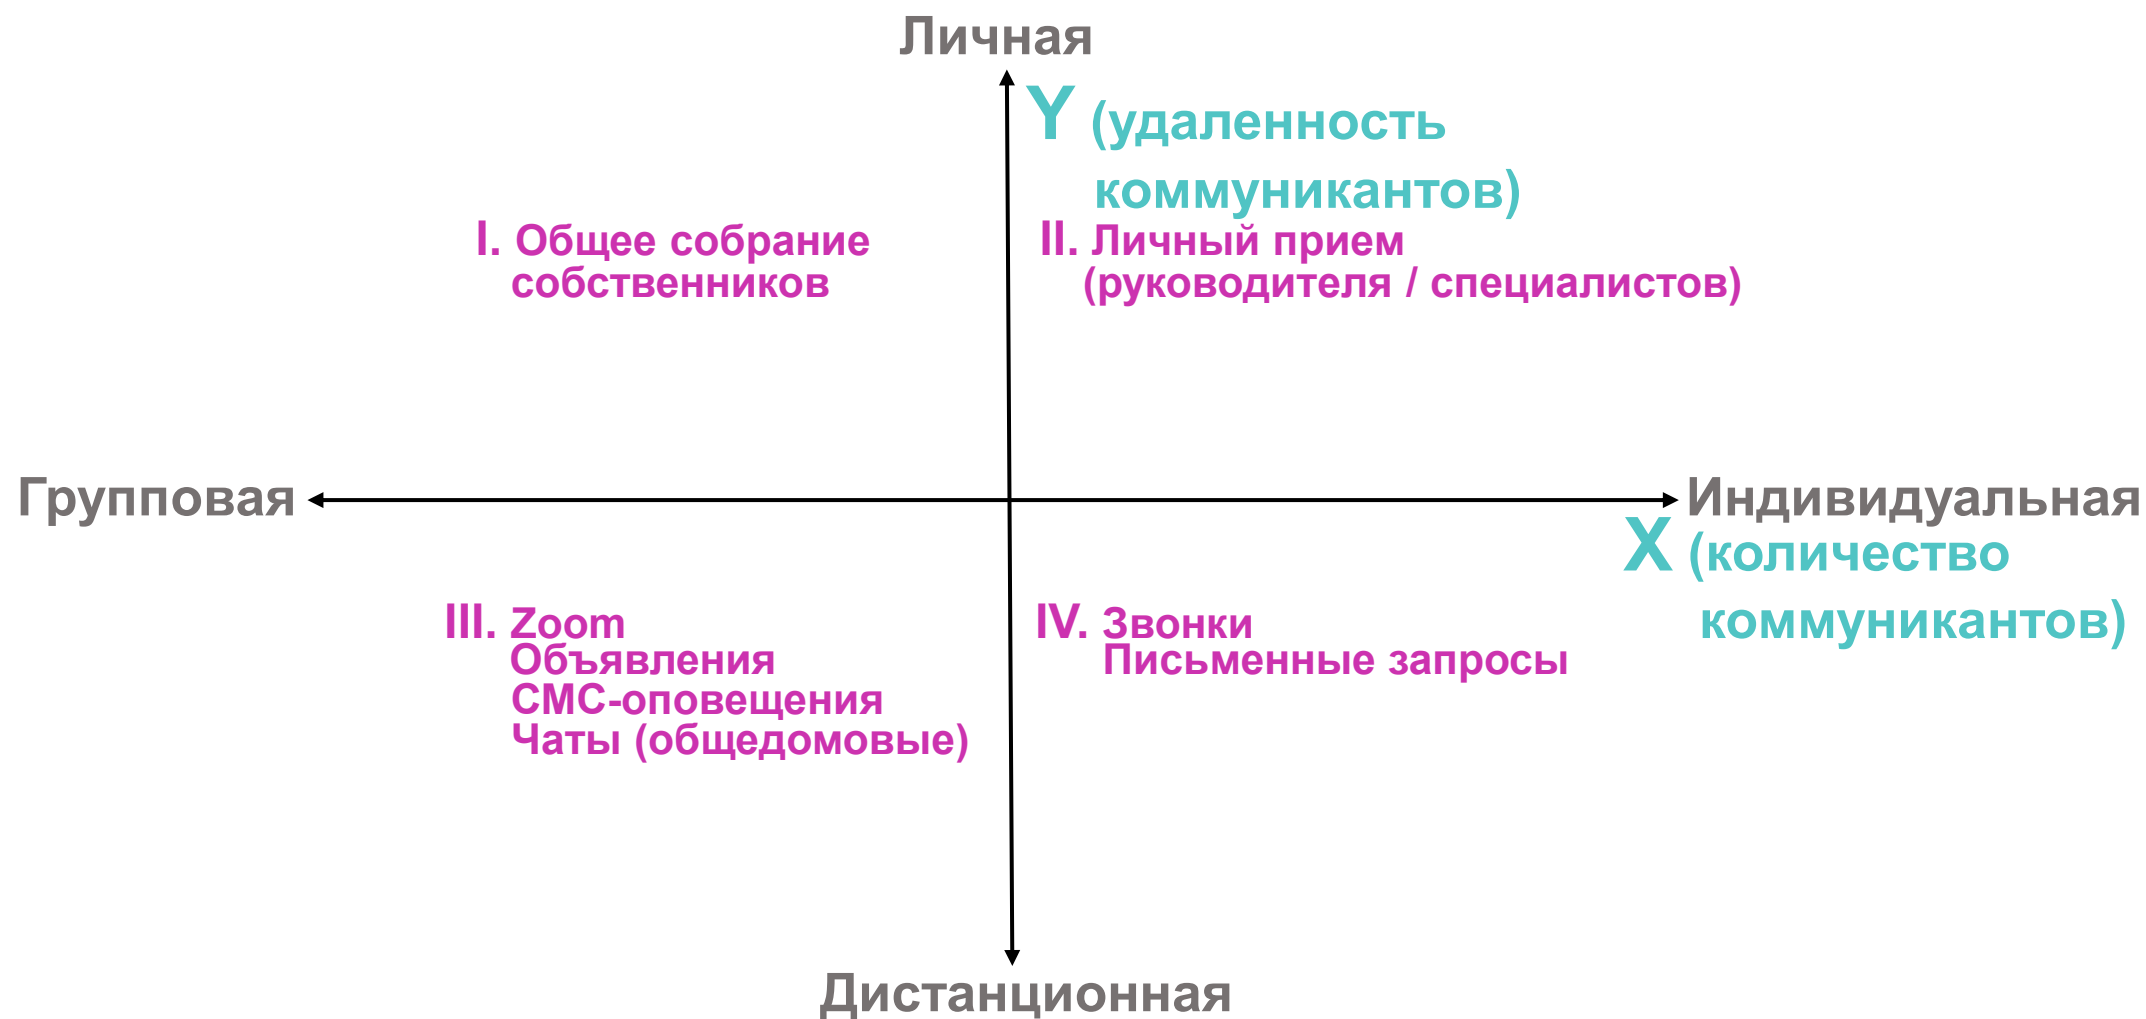 Личная
Y (удаленность
коммуникантов)
I. Общее собрание
собственников
II. Личный прием
(руководителя / специалистов)
Групповая
Индивидуальная
X (количество
коммуникантов)
III. Zoom
Объявления
СМС-оповещения
Чаты (общедомовые)
IV. Звонки
Письменные запросы
Дистанционная